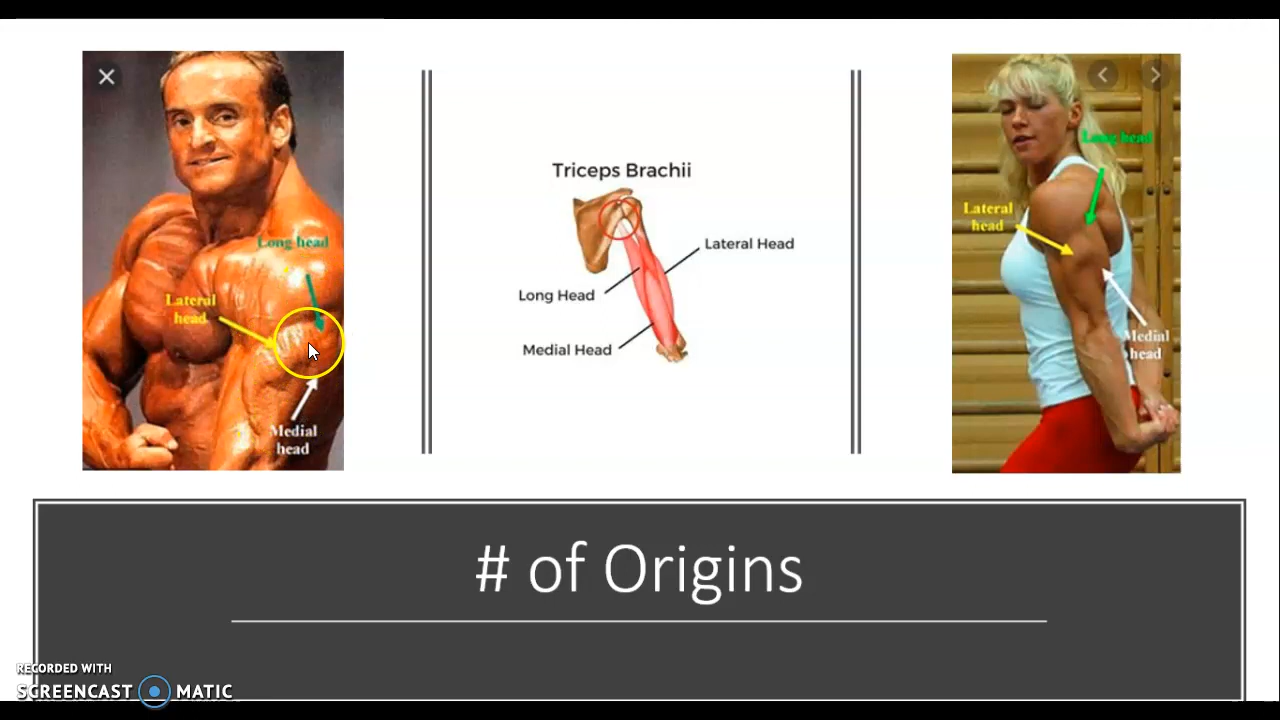 Long head
Lateral
head
Medial
head
Triceps Brachii
Lateral Head
Long Head
Medial Head
Long head
Lateral
head
Medial
head
# of Origins
RECORDED WITH
SCREENCAST MATIC